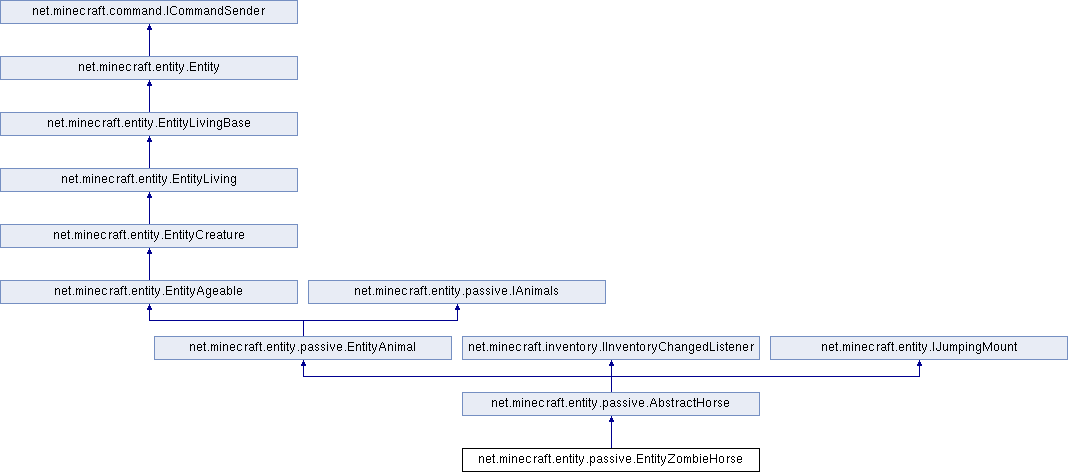 net.minecraft.command.ICommandSender
net.minecraft.entity.Entity
net.minecraft.entity.EntityLivingBase
net.minecraft.entity.EntityLiving
net.minecraft.entity.EntityCreature
net.minecraft.entity.EntityAgeable
net.minecraft.entity.passive.IAnimals
net.minecraft.entity.passive.EntityAnimal
net.minecraft.inventory.IInventoryChangedListener
net.minecraft.entity.IJumpingMount
net.minecraft.entity.passive.AbstractHorse
net.minecraft.entity.passive.EntityZombieHorse